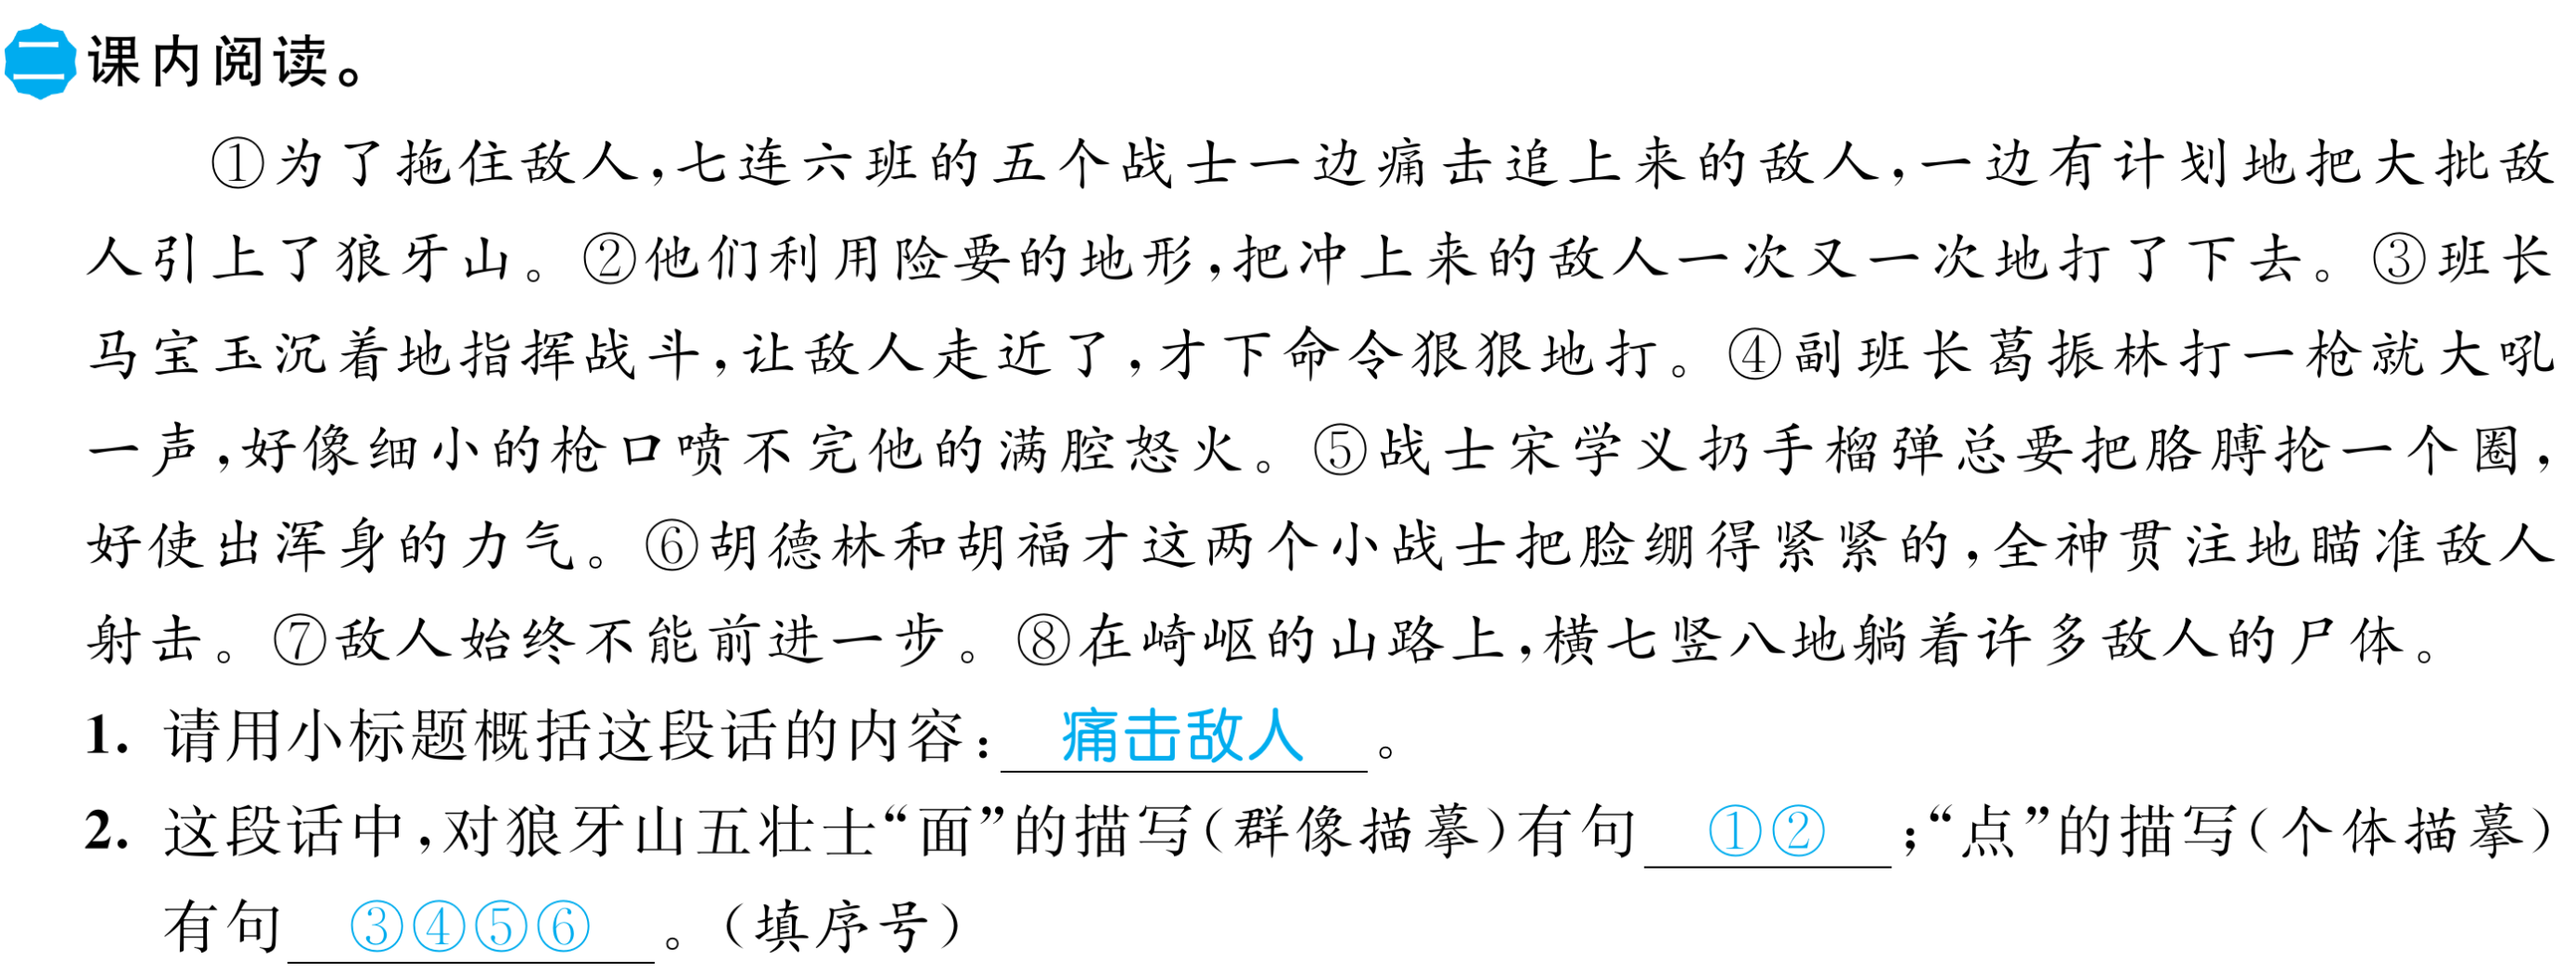 二 课内阅读。
①为了拖住敌人,七连六班的五个战士一边痛击追上来的敌人,一边有计划地把大批敌
人引上了狼牙山。②他们利用险要的地形,把冲上来的敌人一次又一次地打了下去。③班长
马宝玉沉着地指挥战斗,让敌人走近了,才下命令狠狠地打。④副班长葛振林打一枪就大吼
一声,好像细小的枪口喷不完他的满腔怒火。⑤战士宋学义扔手榴弹总要把胳膊抡一个圈,
好使出浑身的力气。⑥胡德林和胡福才这两个小战士把脸绷得紧紧的,全神贯注地瞄准敌人
射击。⑦敌人始终不能前进一步。⑧在崎岖的山路上,横七竖八地躺着许多敌人的尸体。
1. 请用小标题概括这段话的内容:痛击敌人。
2. 这段话中,对狼牙山五壮士“面”的描写(群像描摹)有句①②;“点”的描写(个体描摹)
有句③④⑤⑥。(填序号)